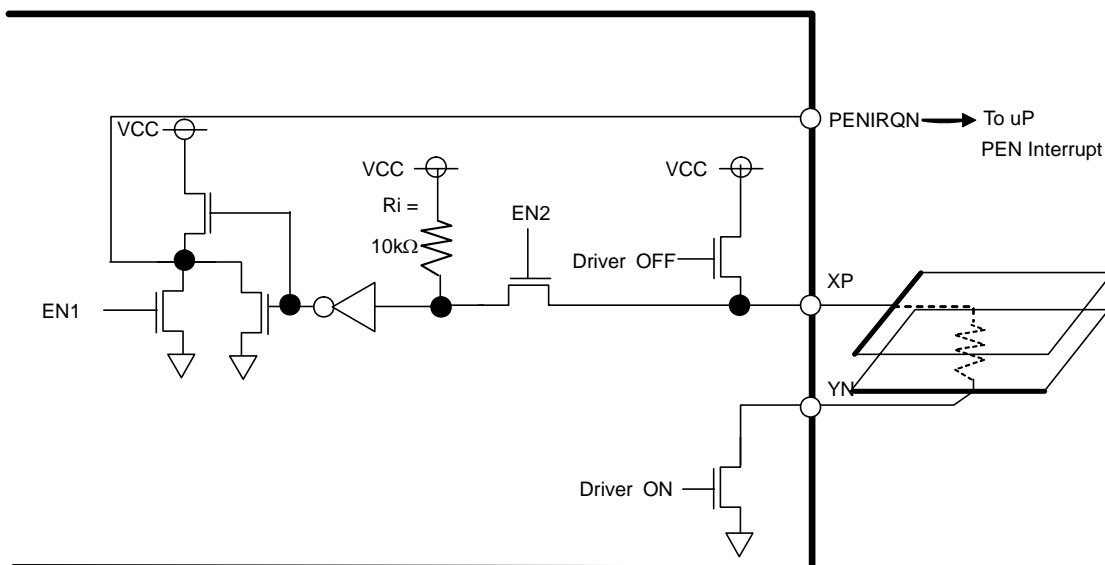 PENIRQN
To uP
PEN Interrupt
VCC
VCC
VCC
Ri =
10kΩ
EN2
Driver OFF
XP
EN1
YN
Driver ON